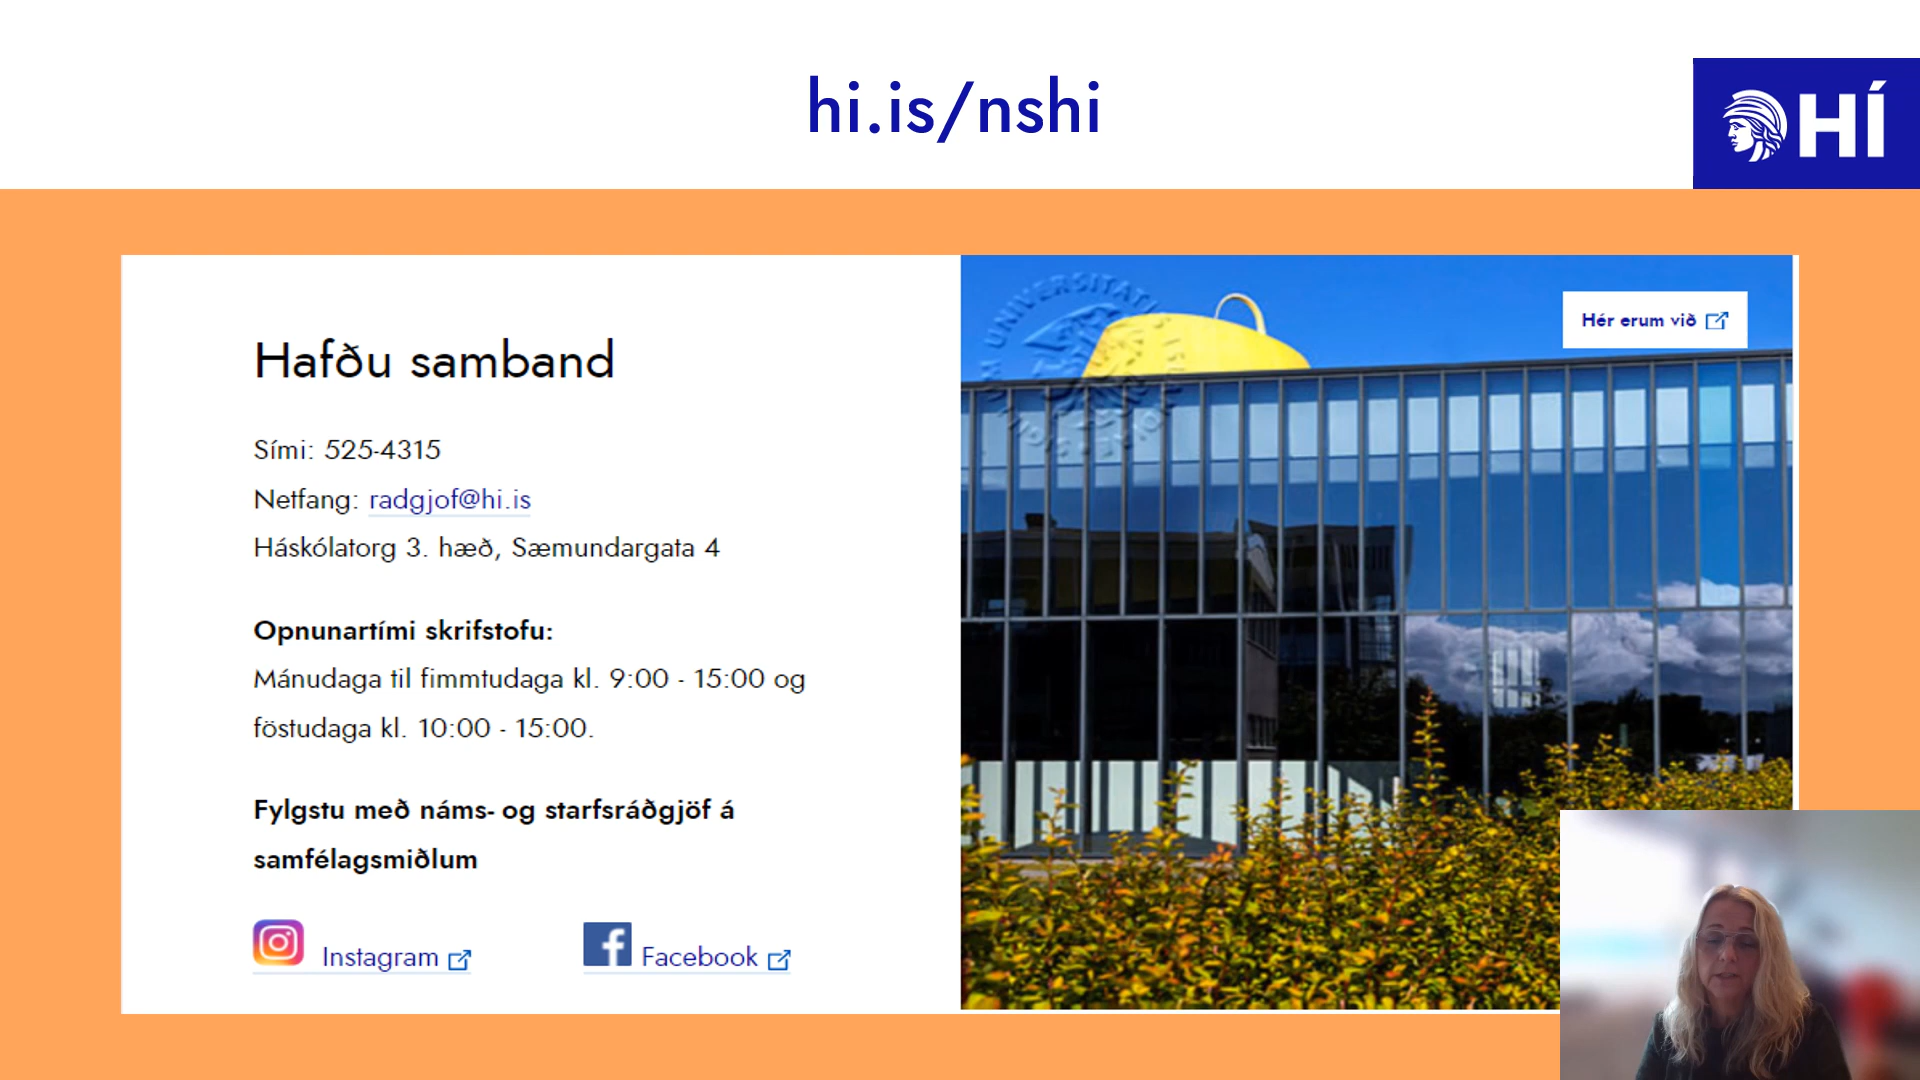 hi.is/nshi
HÍ
Hafðu samband
Sími: 525-4315
Netfang: radgjof@hi.is
Háskólatorg 3. hæð, Sæmundargata 4
Opnunartími skrifstofu:
Mánudaga til fimmtudaga kl. 9:00 - 15:00 og
föstudaga kl. 10:00 - 15:00.
Fylgstu með náms- og starfsráðgjöf á
samfélagsmiðlum
Instagram
Facebook
Hér erum við
UNIVERSITATIS